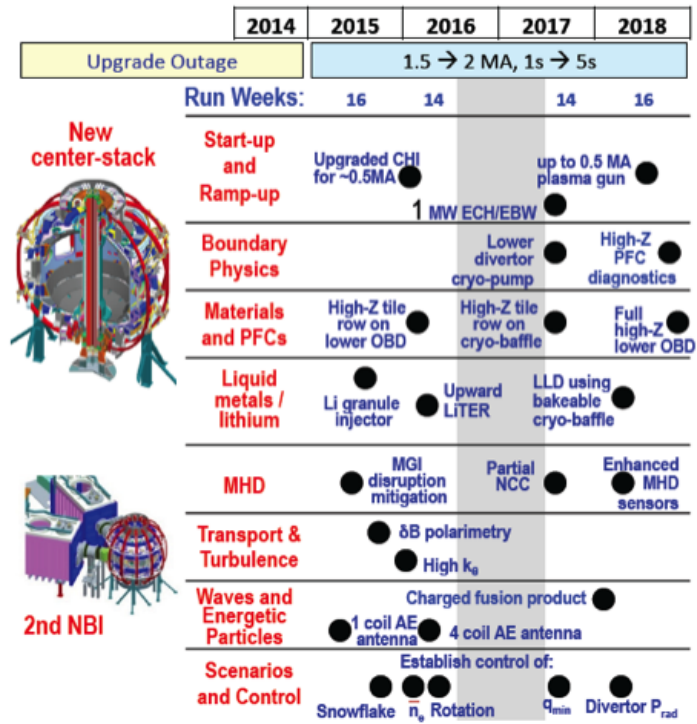 2014 2015 2016 2017 2018
Upgrade Outage 1.5 → 2 MA, 1s → 5s
Run Weeks: 16 14 14 16
New
center-stack
Start-up
and
Ramp-up
Upgraded CHI
for ~0.5MA
1 MW ECH/EBW
up to 0.5 MA
plasma gun
Boundary
Physics
Lower
divertor
cryo-pump
High-Z
PFC
diagnostics
Materials
and PFCs
High-Z tile
row on
lower OBD
High-Z tile
row on
cryo-baffle
Full
high-Z
lower OBD
Liquid
metals /
lithium
Li granule
injector
Upward
LiTER
LLD using
bakeable
cryo-baffle
MHD
MGI
disruption
mitigation
Partial
NCC
Enhanced
MHD
sensors
Transport &
Turbulence
δB polarimetry
High kθ
2nd NBI
Waves and
Energetic
Particles
Charged fusion product
1 coil AE
antenna
4 coil AE antenna
Scenarios
and Control
Establish control of:
Snowflake n̅e Rotation qmin Divertor Prad